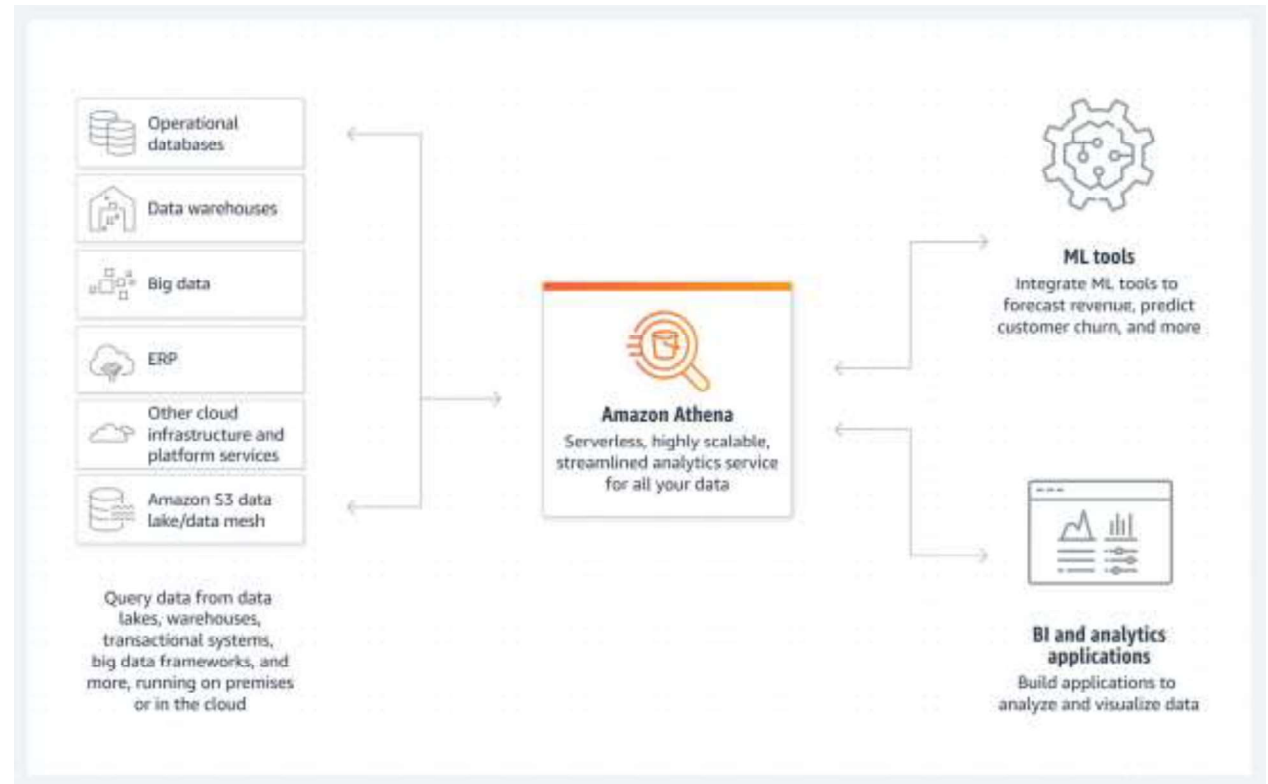 Operational
databases
Data warehouses
Big data
ERP
Other cloud
infrastructure and
platform services
Amazon S3 data
lake/data mesh
Query data from data
lakes, warehouses,
transactional systems,
big data frameworks, and
more, running on premises
or in the cloud
Amazon Athena
Serverless, highly scalable,
streamlined analytics service
for all your data
ML tools
Integrate ML tools to
forecast revenue, predict
customer churn, and more
BI and analytics
applications
Build applications to
analyze and visualize data